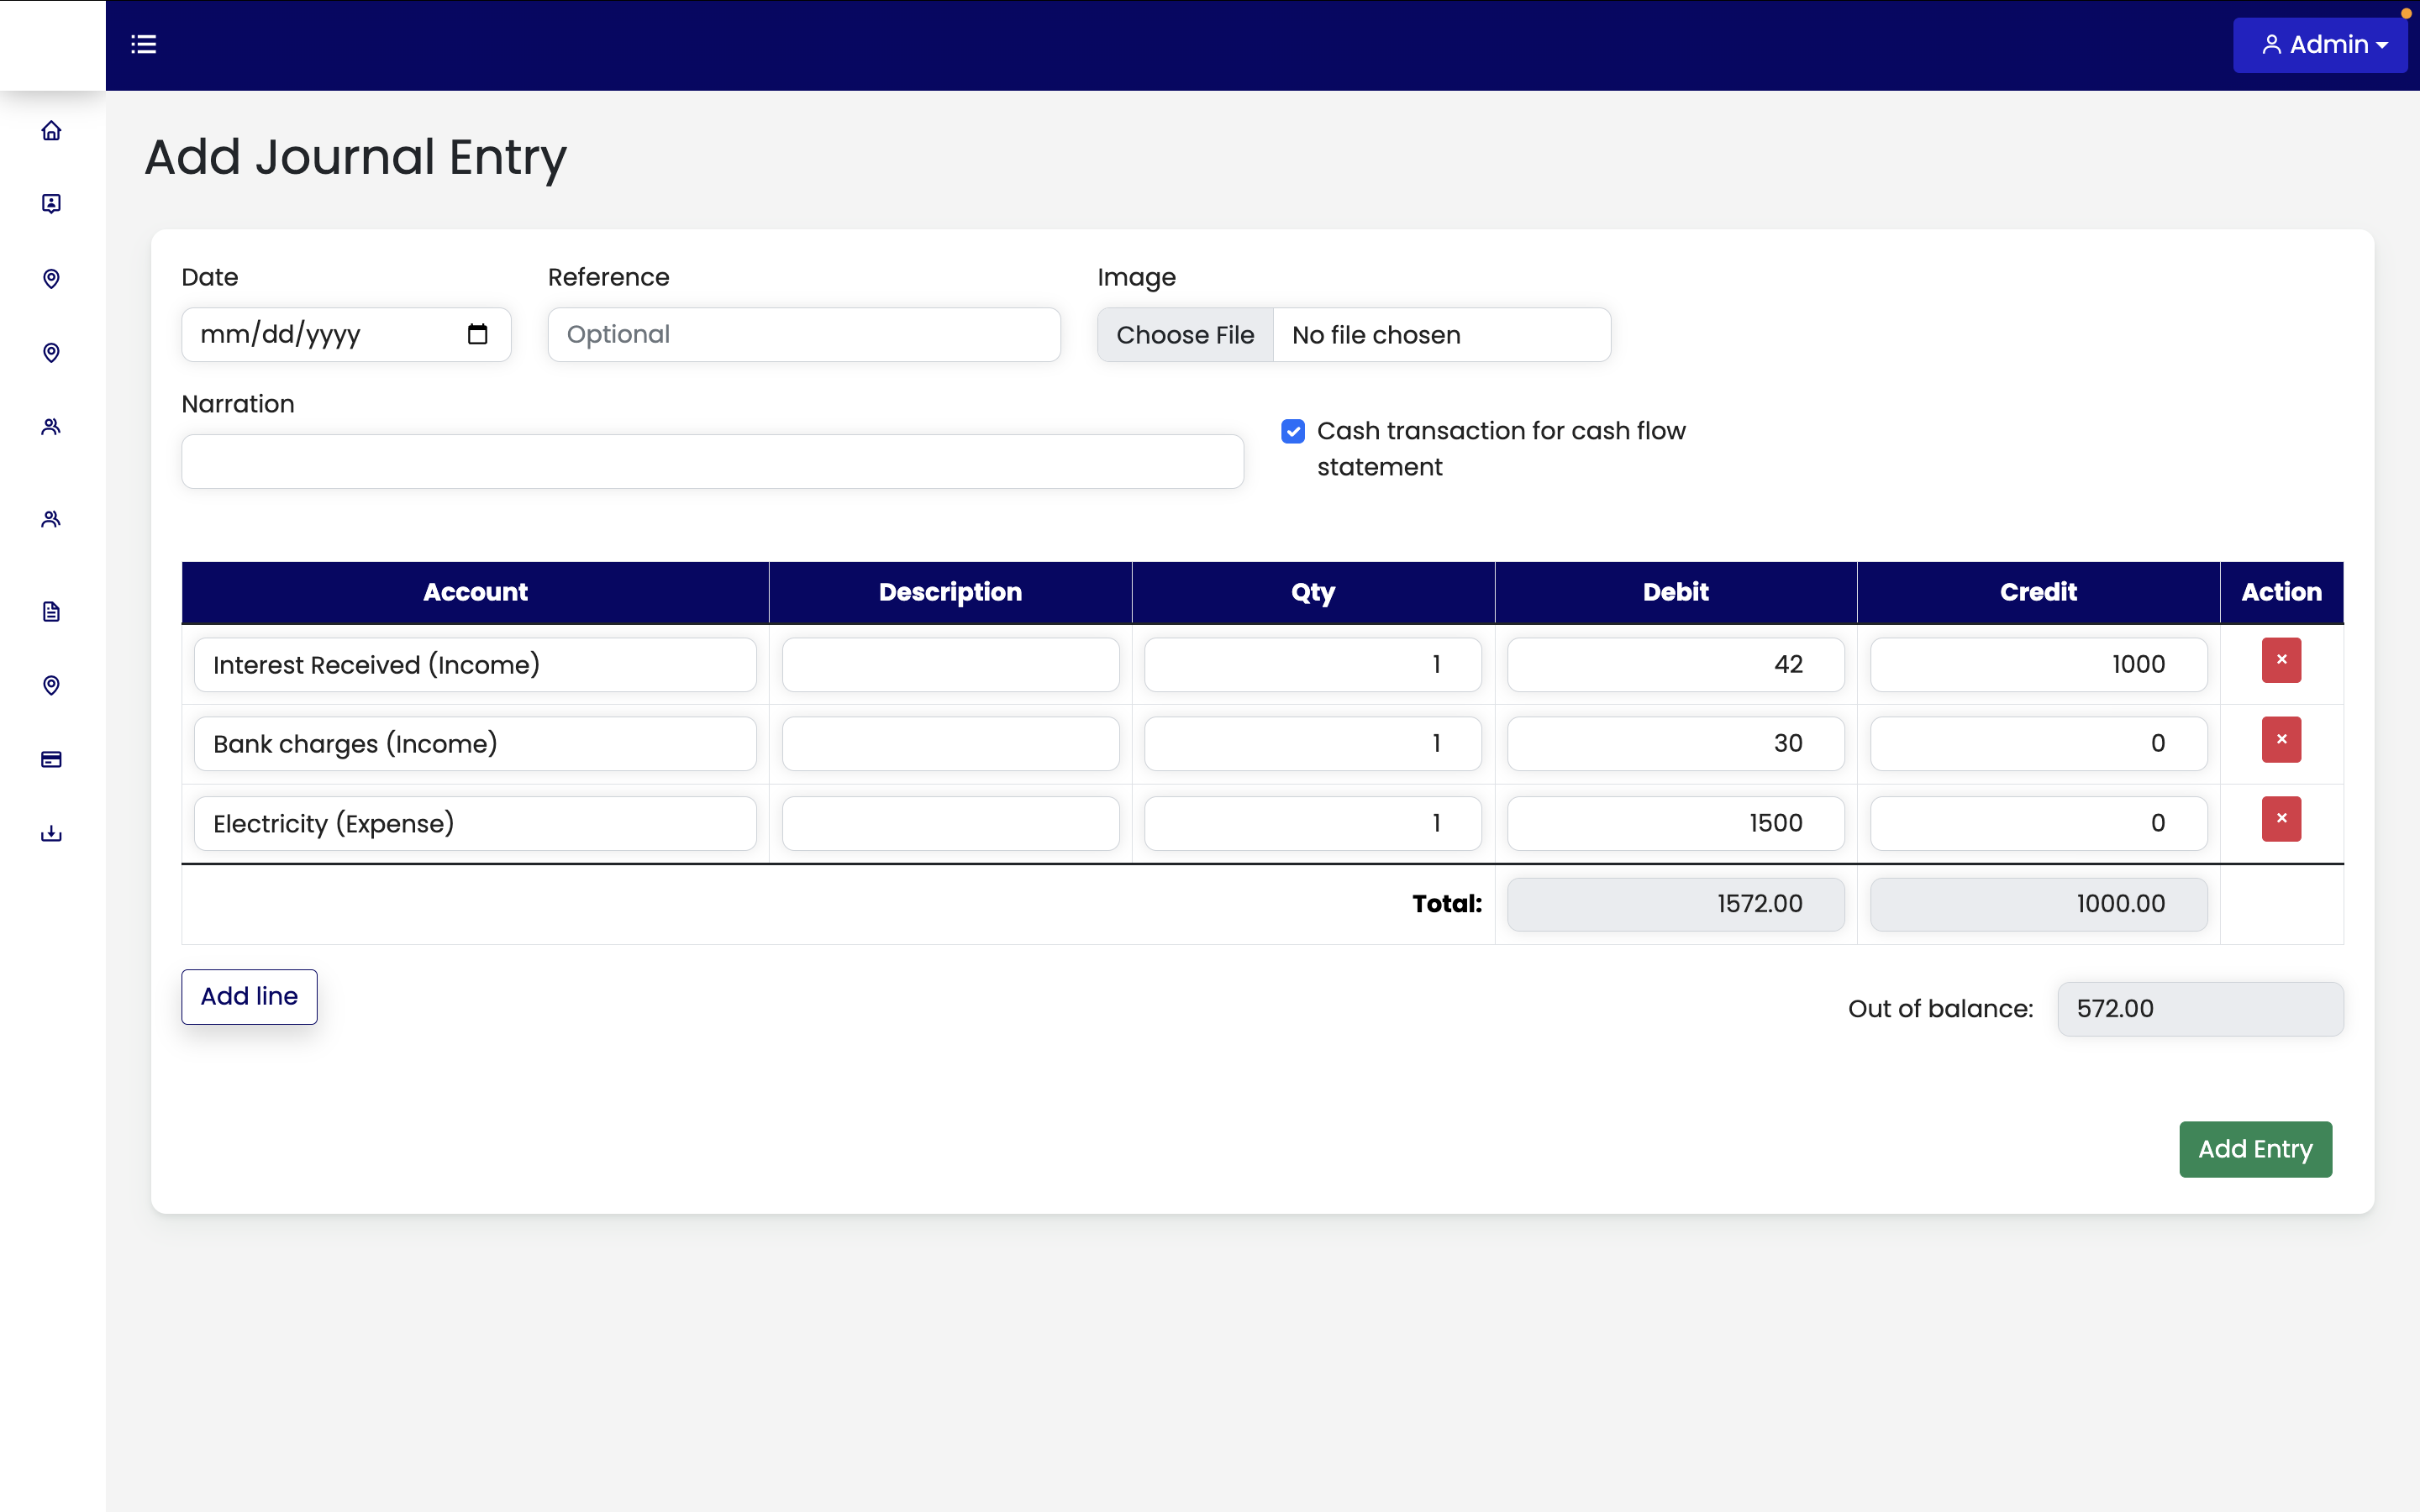 Admin
Add Journal Entry
Date
Reference
Image
mm/dd/yyyy
Optional
Choose File
No file chosen
Narration
Cash transaction for cash flow
statement
Account
Description
Qty
Debit
Credit
Action
Interest Received (Income)
1
42
1000
×
Bank charges (Income)
1
30
0
×
Electricity (Expense)
1
1500
0
×
Total:
1572.00
1000.00
Add line
Out of balance:
572.00
Add Entry